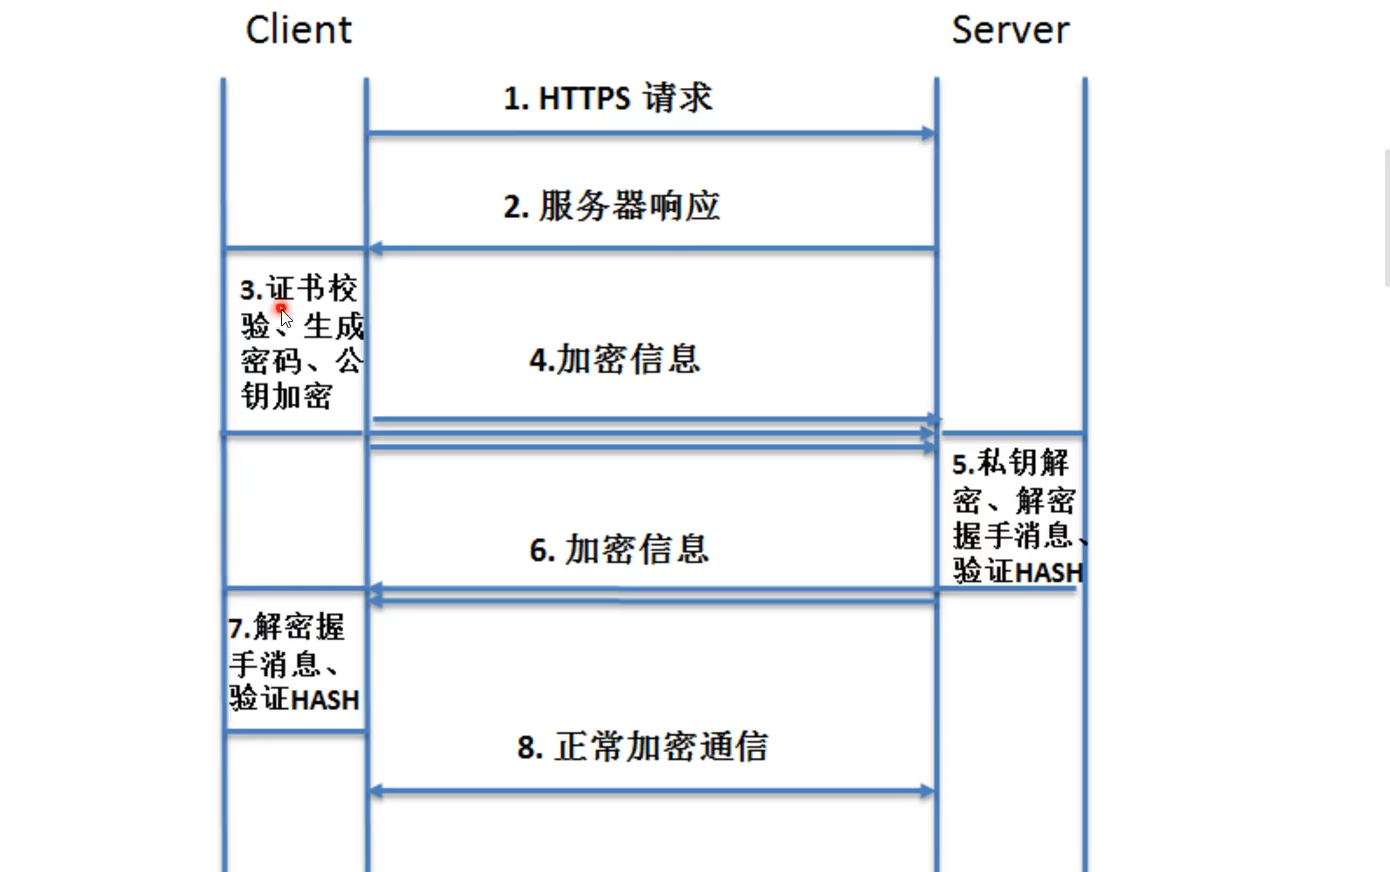 Client
Server
1. HTTPS 请求
2. 服务器响应
3.证书校
验、生成
密码、公
钥加密
4.加密信息
5.私钥解
密、解密
握手消息、
验证HASH
6. 加密信息
7.解密握
手消息、
验证HASH
8. 正常加密通信